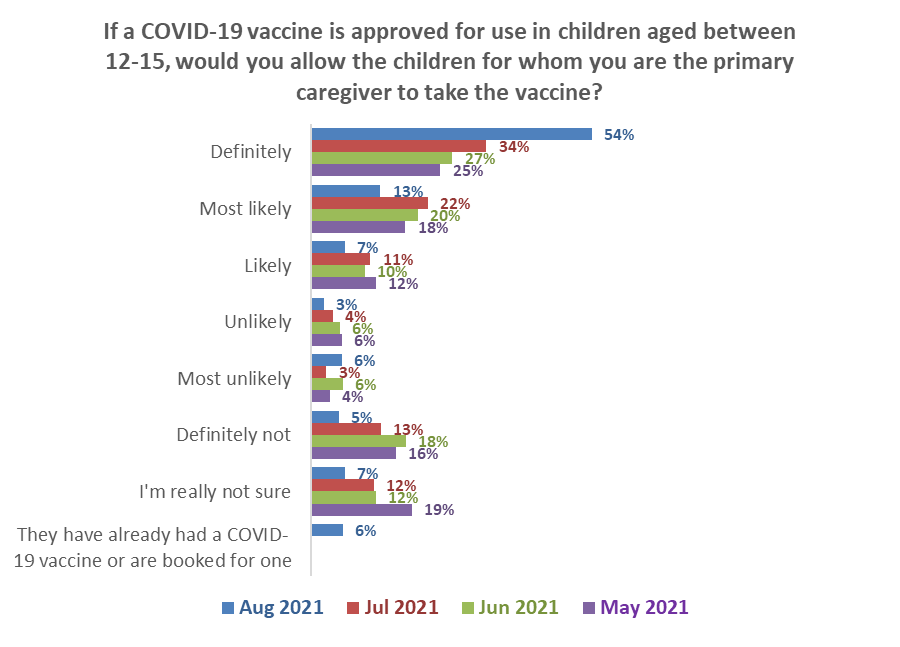 If a COVID-19 vaccine is approved for use in children aged between
12-15, would you allow the children for whom you are the primary
caregiver to take the vaccine?
Definitely
54%
34%
27%
25%
Most likely
13%
22%
20%
18%
Likely
7%
11%
10%
12%
Unlikely
3%
4%
6%
6%
Most unlikely
6%
3%
6%
4%
Definitely not
5%
13%
18%
16%
I'm really not sure
7%
12%
12%
19%
They have already had a COVID-
19 vaccine or are booked for one
6%
Aug 2021 Jul 2021 Jun 2021 May 2021